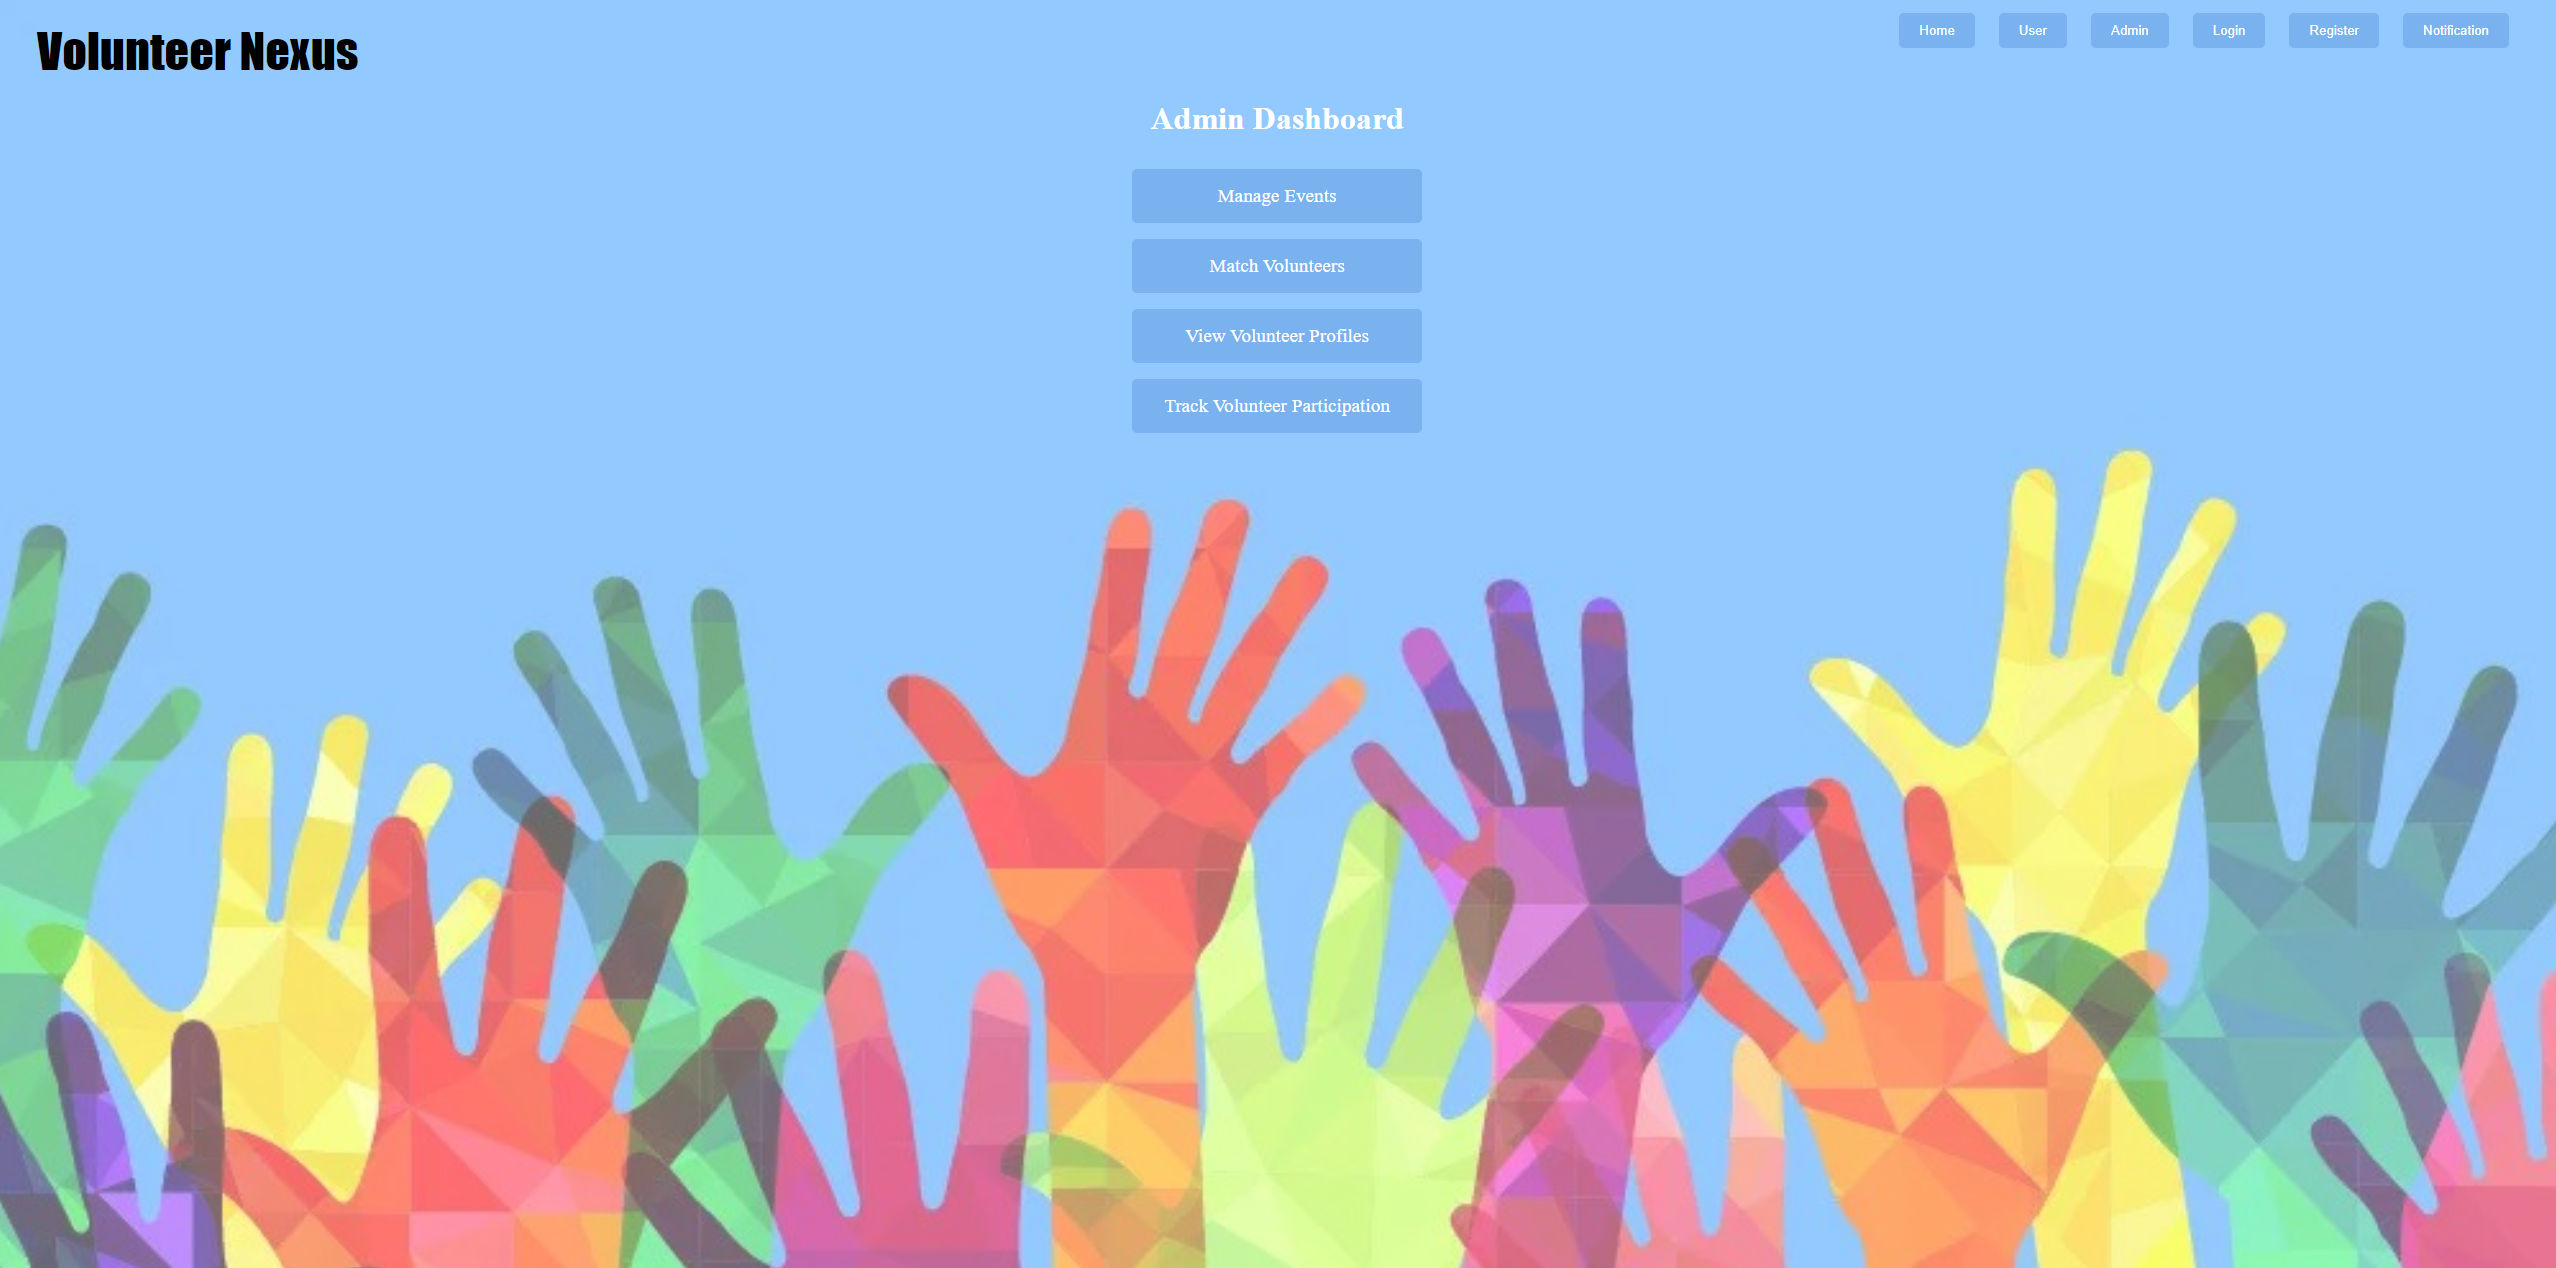 Volunteer Nexus
Home
User
Admin
Login
Register
Notification
Admin Dashboard
Manage Events
Match Volunteers
View Volunteer Profiles
Track Volunteer Participation